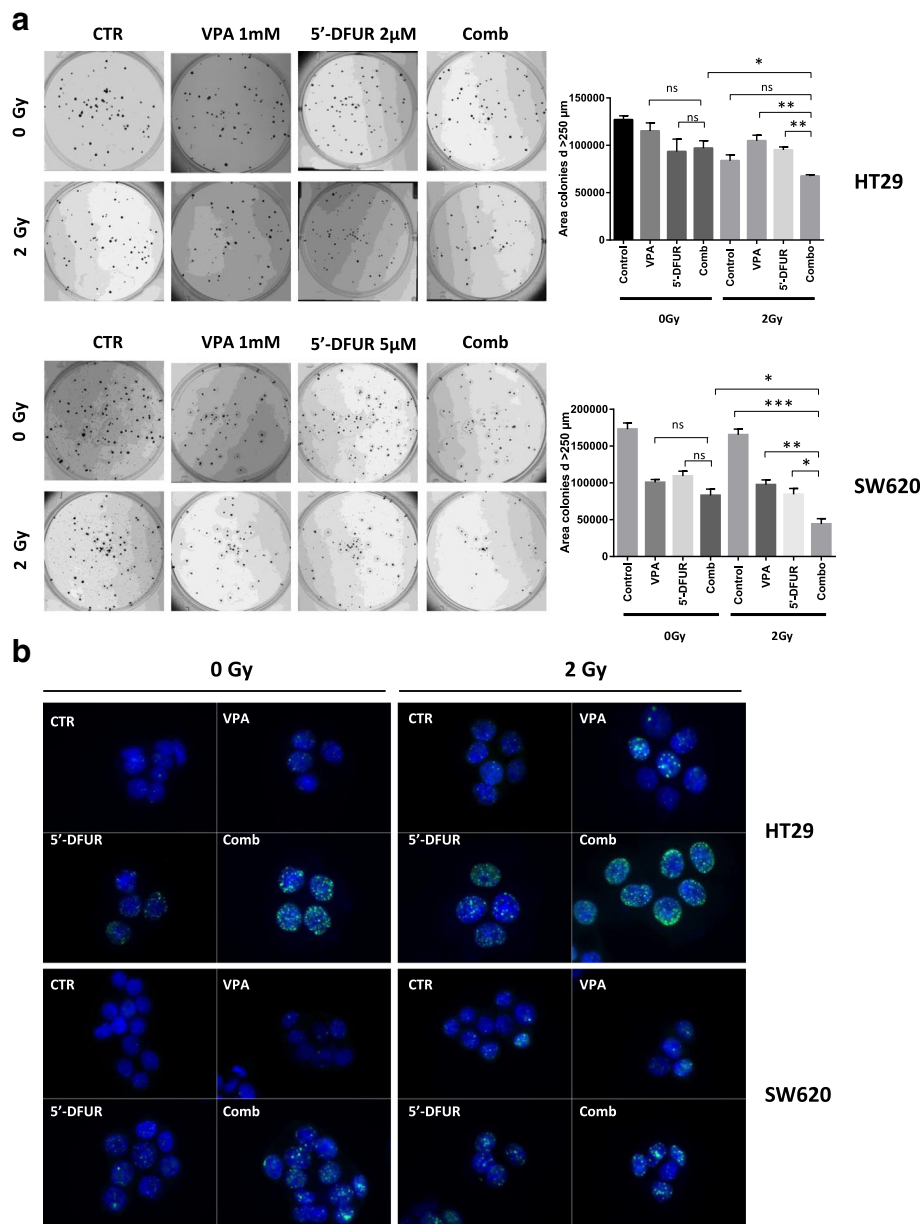 a
CTR VPA 1mM 5'-DFUR 2µM Comb
0 Gy
2 Gy
* 
ns ns
** 
ns **
150000
100000
50000
0
Area colonies d >250 µm
Control VPA 5'-DFUR Comb Control VPA 5'-DFUR Combo
0Gy 2Gy
HT29
CTR VPA 1mM 5'-DFUR 5µM Comb
0 Gy
2 Gy
*
***
ns **
ns *
200000
150000
100000
50000
0
Area colonies d >250 µm
Control VPA 5'-DFUR Comb Control VPA 5'-DFUR Combo
0Gy 2Gy
SW620
b
0 Gy 2 Gy
CTR VPA CTR VPA
5'-DFUR Comb 5'-DFUR Comb
HT29
CTR VPA CTR VPA
5'-DFUR Comb 5'-DFUR Comb
SW620